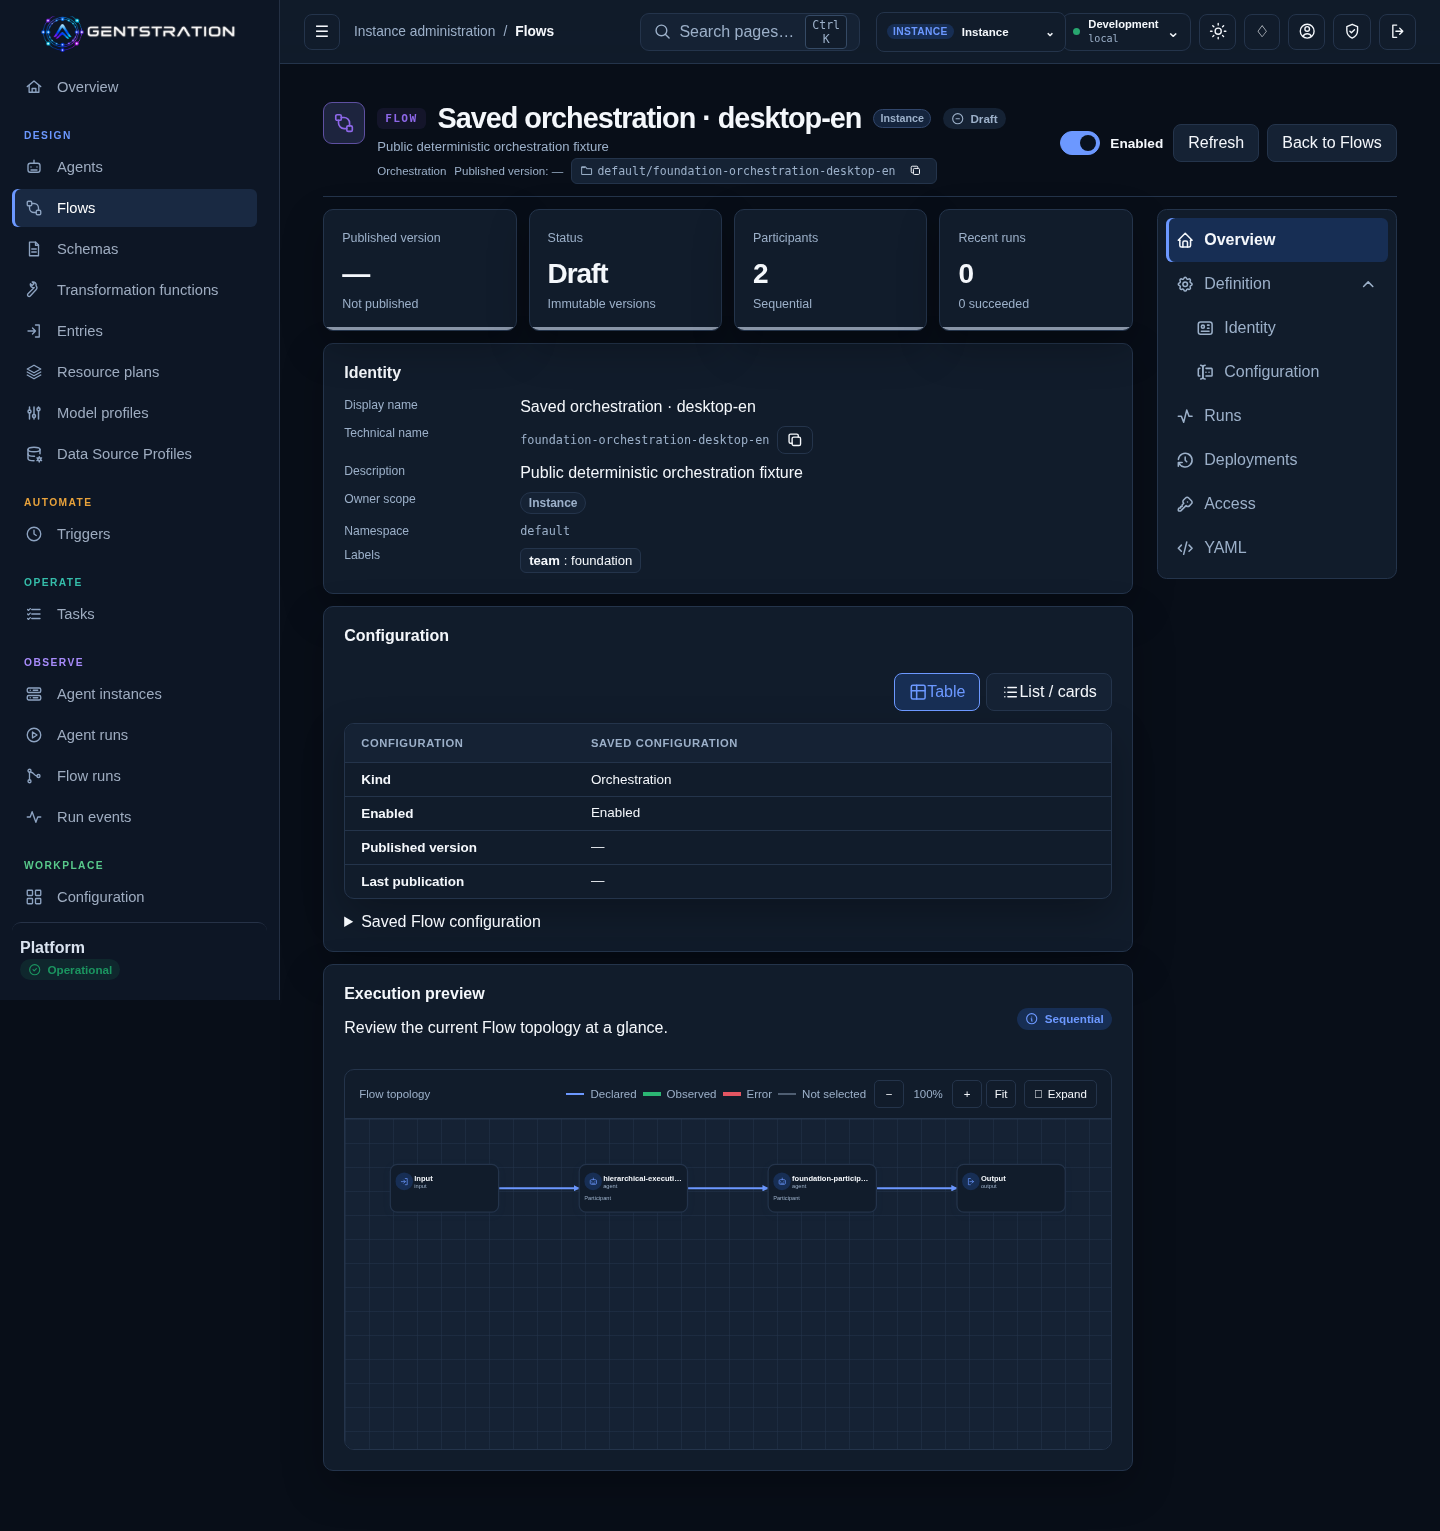 GENTSTRATION
☰
Instance administration / Flows
Search pages…
Ctrl K
INSTANCE Instance
Development
local
Overview
DESIGN
Agents
Flows
Schemas
Transformation functions
Entries
Resource plans
Model profiles
Data Source Profiles
AUTOMATE
Triggers
OPERATE
Tasks
OBSERVE
Agent instances
Agent runs
Flow runs
Run events
WORKPLACE
Configuration
Platform
Operational
FLOW Saved orchestration · desktop-en Instance Draft
Public deterministic orchestration fixture
Orchestration Published version: — default/foundation-orchestration-desktop-en
Enabled Refresh Back to Flows
Published version
—
Not published
Status
Draft
Immutable versions
Participants
2
Sequential
Recent runs
0
0 succeeded
Overview
Definition
Identity
Configuration
Runs
Deployments
Access
YAML
Identity
Display name Saved orchestration · desktop-en
Technical name foundation-orchestration-desktop-en
Description Public deterministic orchestration fixture
Owner scope Instance
Namespace default
Labels team : foundation
Configuration
Table List / cards
CONFIGURATION SAVED CONFIGURATION
Kind Orchestration
Enabled Enabled
Published version —
Last publication —
Saved Flow configuration
Execution preview
Review the current Flow topology at a glance.
Sequential
Flow topology Declared Observed Error Not selected − 100% + Fit Expand
Input
input
hierarchical-executi…
agent
Participant
foundation-particip…
agent
Participant
Output
output